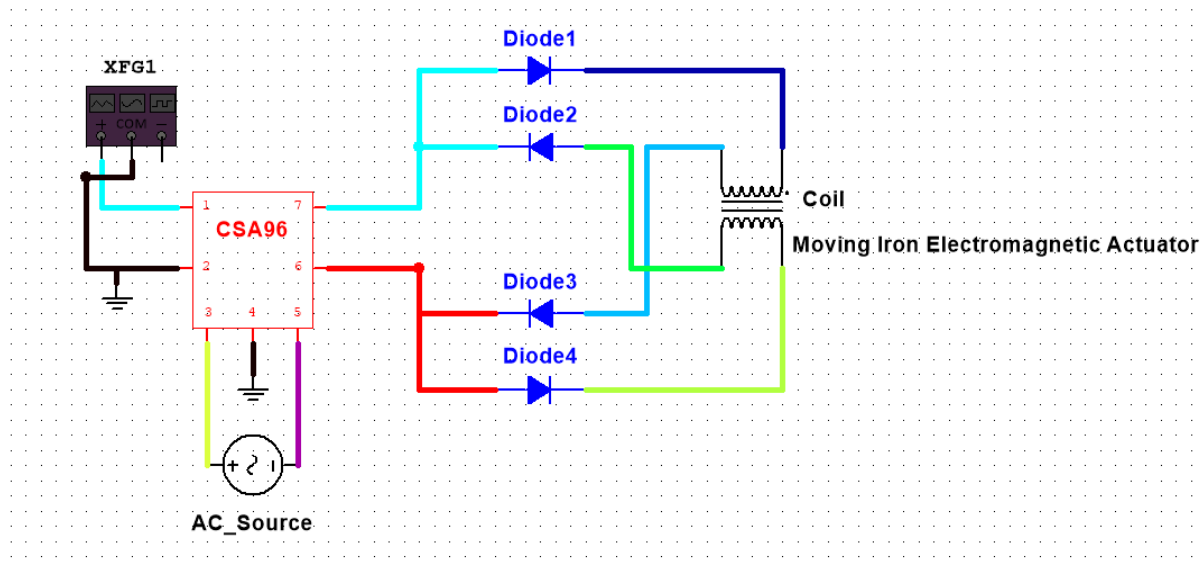 Diode1
XFG1
COM
Diode2
1
7
CSA96
Coil
Moving Iron Electromagnetic Actuator
2
6
Diode3
3
4
5
Diode4
AC_Source